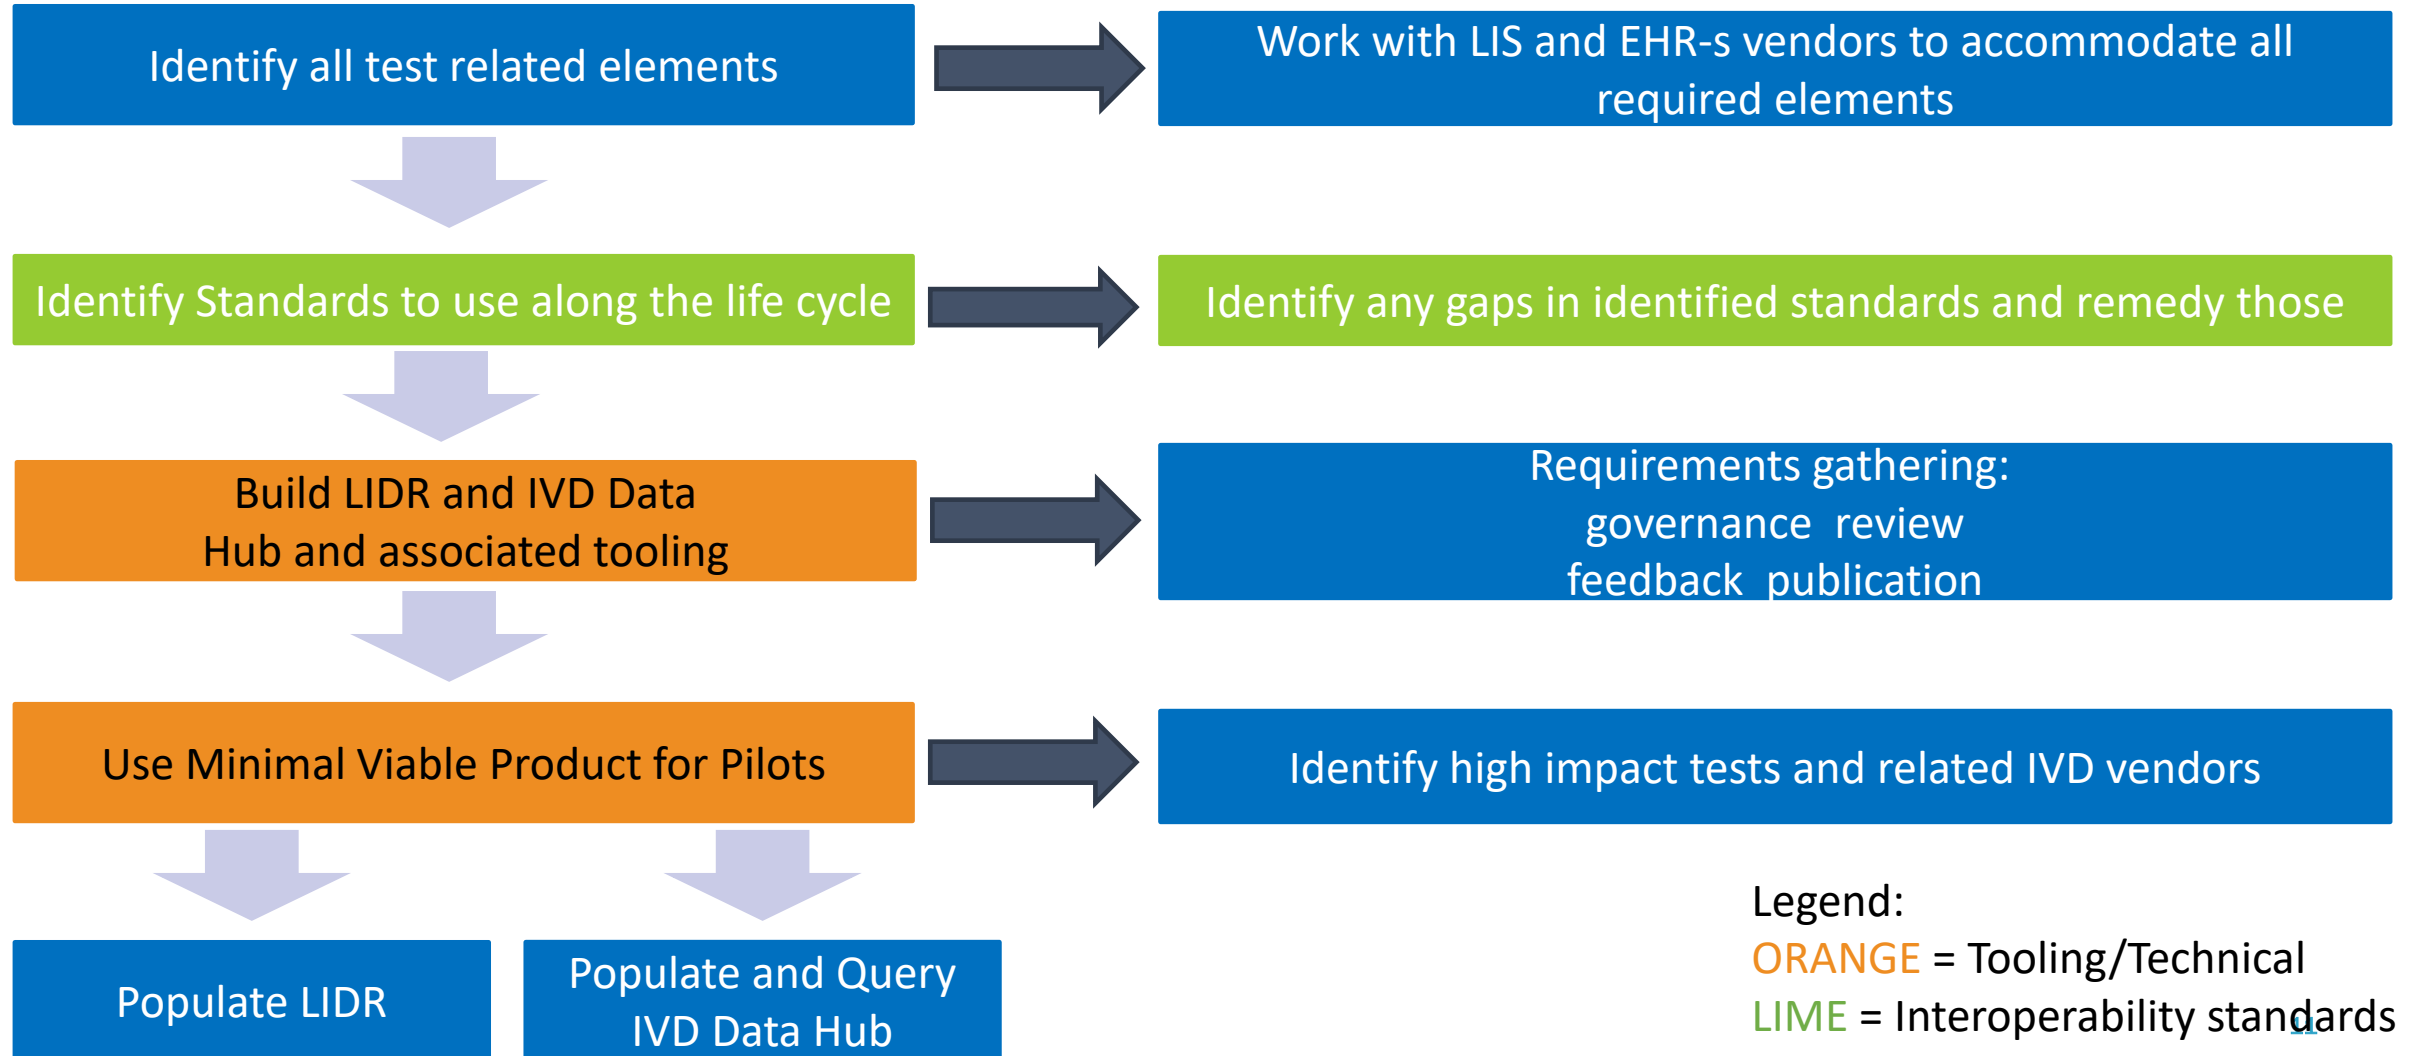 Identify all test related elements
Work with LIS and EHR-s vendors to accommodate all
required elements
Identify Standards to use along the life cycle
Identify any gaps in identified standards and remedy those
Build LIDR and IVD Data
Hub and associated tooling
Requirements gathering:
governance review
feedback publication
Use Minimal Viable Product for Pilots
Identify high impact tests and related IVD vendors
Populate LIDR
Populate and Query
IVD Data Hub
Legend:
ORANGE = Tooling/Technical
LIME = Interoperability standards
11